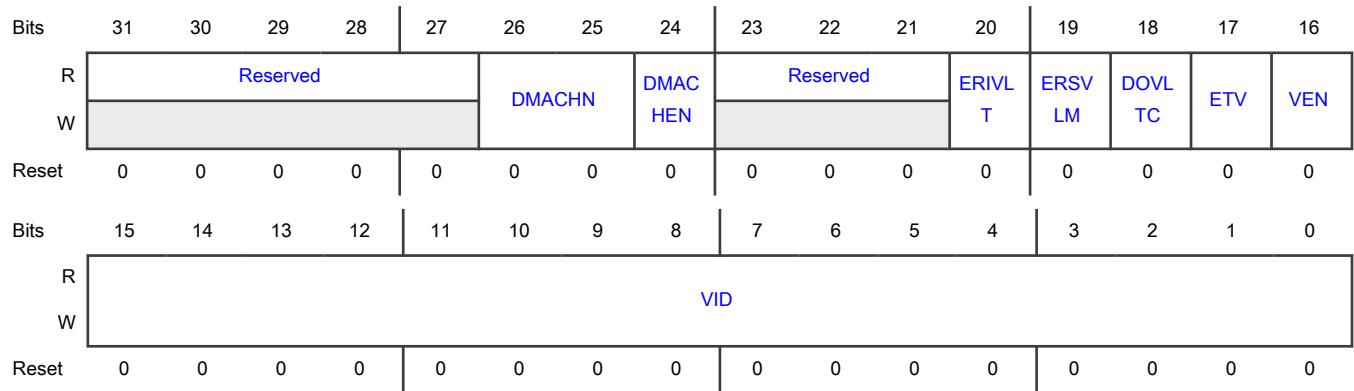 Bits 31 30 29 28 27 26 25 24 23 22 21 20 19 18 17 16
R Reserved DMACHN DMAC HEN Reserved ERIVL T ERSV LM DOVL TC ETV VEN
W
Reset 0 0 0 0 0 0 0 0 0 0 0 0 0 0 0 0
Bits 15 14 13 12 11 10 9 8 7 6 5 4 3 2 1 0
R
VID
W
Reset 0 0 0 0 0 0 0 0 0 0 0 0 0 0 0 0